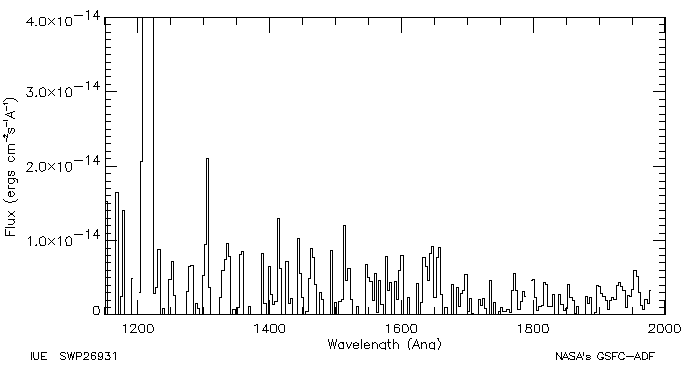 4.0×10−14
3.0×10−14
2.0×10−14
1.0×10−14
0
Flux (ergs cm−2s−1A−1)
1200 1400 1600 1800 2000
Wavelength (Ang)
IUE SWP26931 NASA's GSFC−ADF